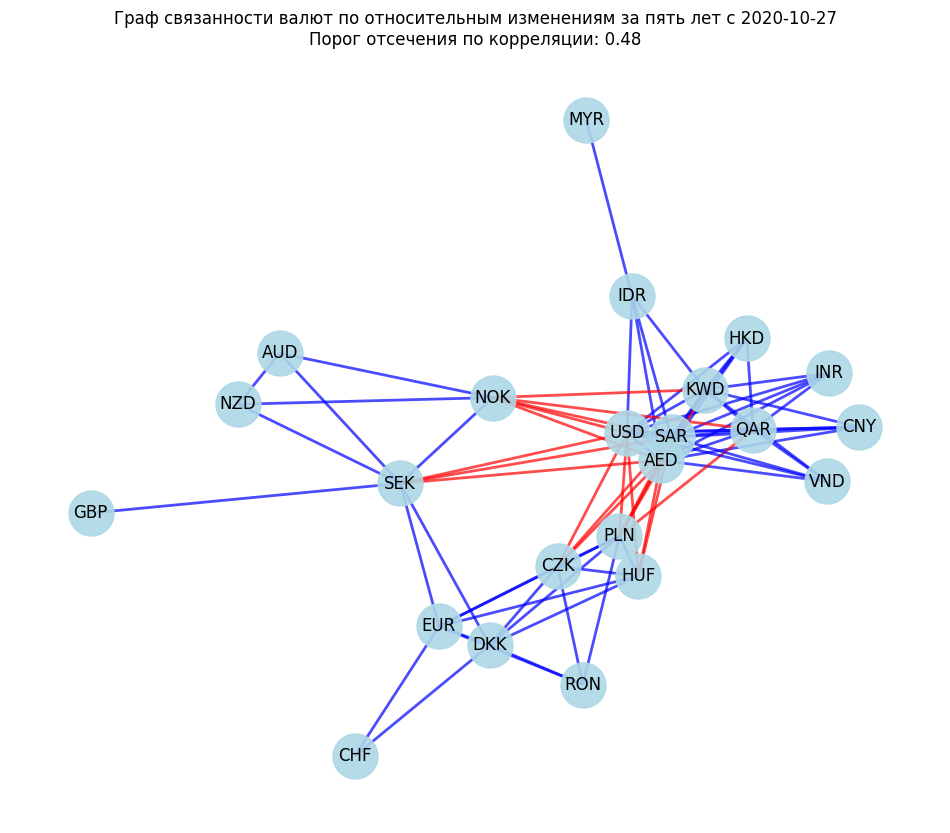 Граф связанности валют по относительным изменениям за пять лет с 2020-10-27
Порог отсечения по корреляции: 0.48
MYR
IDR
HKD
AUD
INR
KWD
NZD
NOK
CNY
USD
SAR
QAR
AED
VND
SEK
GBP
PLN
CZK
HUF
EUR
DKK
RON
CHF